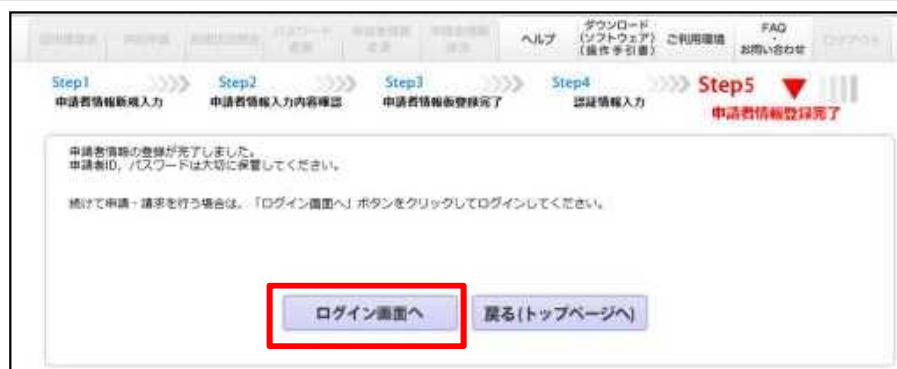 ヘルプ
ダウンロード
(ソフトウェア)
(操作手引書)
ご利用環境
FAQ
・
お問い合わせ
ログアウト
Step1
申請者情報新規入力
Step2
申請者情報入力内容確認
Step3
申請者情報仮登録完了
Step4
認証情報入力
Step5
申請者情報登録完了
申請者情報の登録が完了しました。
申請者ID、パスワードは大切に保管してください。
続けて申請・請求を行う場合は、「ログイン画面へ」ボタンをクリックしてログインしてください。
ログイン画面へ
戻る(トップページへ)